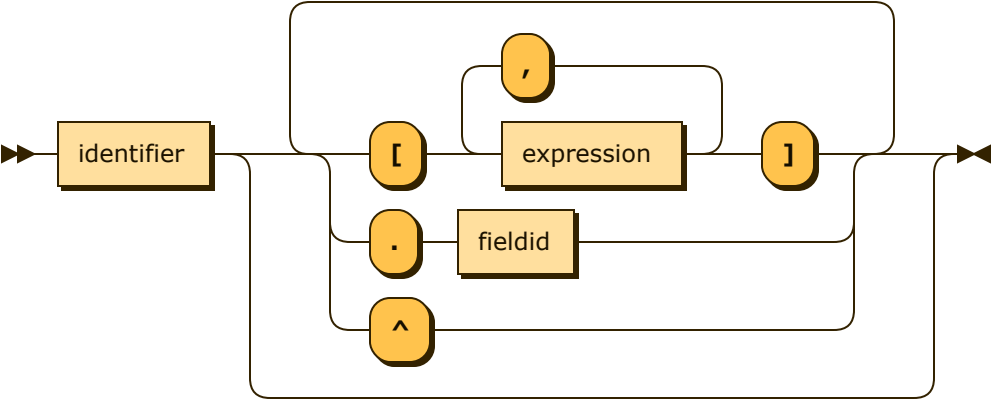 ,
identifier [ expression ]
. fieldid
^